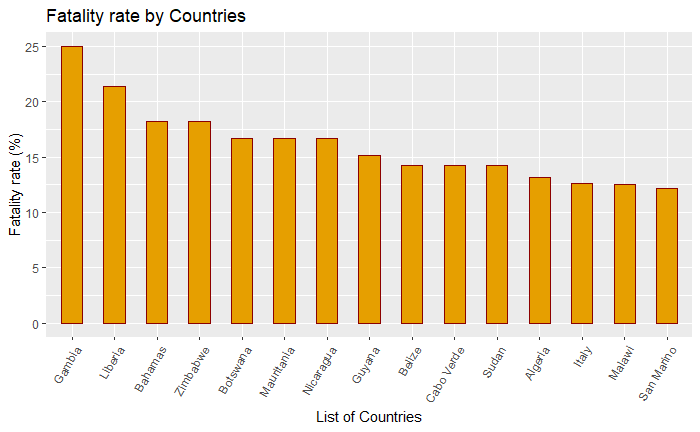 Fatality rate by Countries
Fatality rate (%)
25
20
15
10
5
0
Gambia
Liberia
Bahamas
Zimbabwe
Botswana
Mauritania
Nicaragua
Guyana
Belize
Cabo Verde
Sudan
Algeria
Italy
Malawi
San Marino
List of Countries